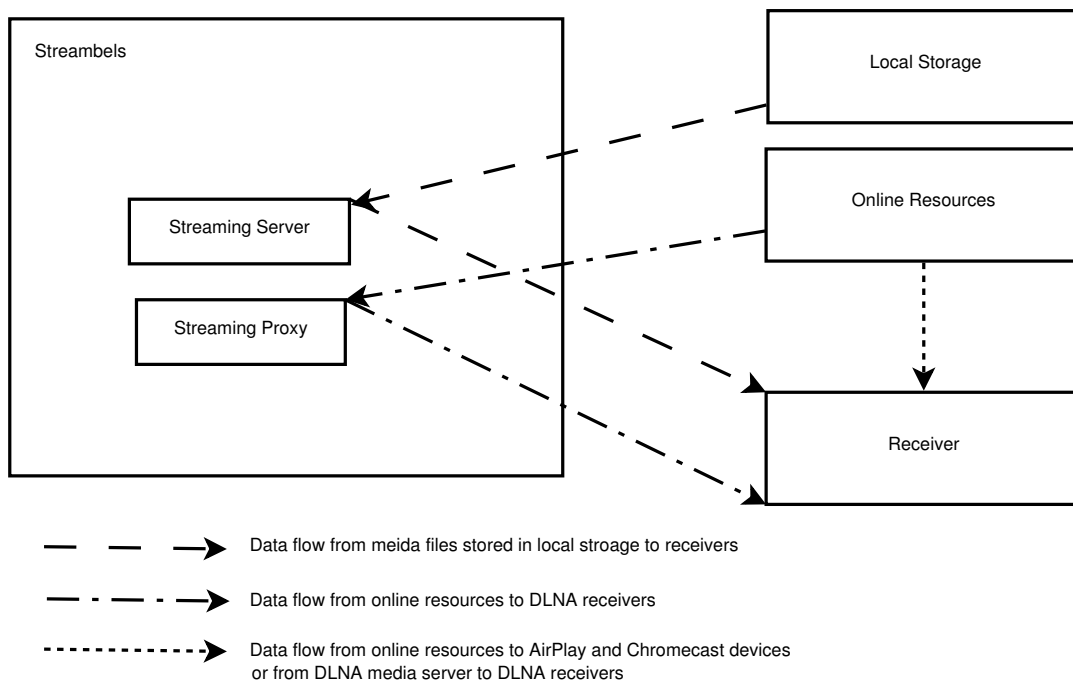 Streambels
Local Storage
Online Resources
Streaming Server
Streaming Proxy
Receiver
Data flow from meida files stored in local stroage to receivers
Data flow from online resources to DLNA receivers
Data flow from online resources to AirPlay and Chromecast devices
or from DLNA media server to DLNA receivers